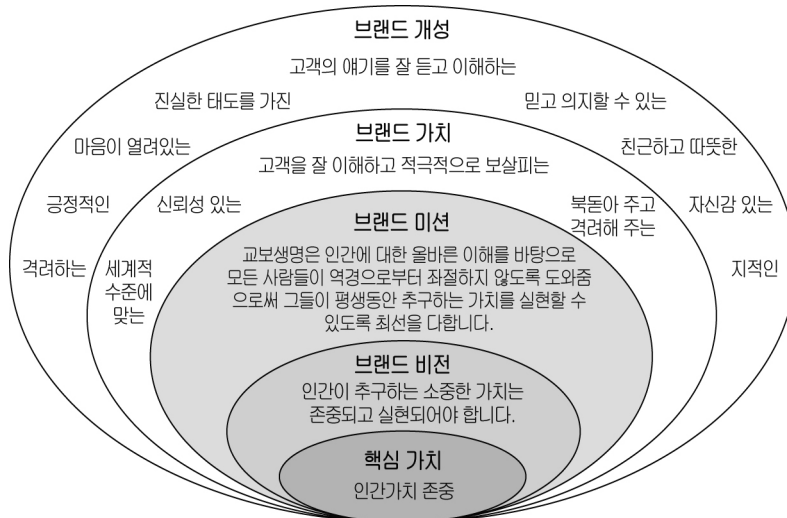 브랜드 개성
고객의 얘기를 잘 듣고 이해하는
진실한 태도를 가진
믿고 의지할 수 있는
마음이 열려있는
친근하고 따뜻한
긍정적인
자신감 있는
격려하는
지적인
브랜드 가치
고객을 잘 이해하고 적극적으로 보살피는
신뢰성 있는
북돋아 주고
격려해 주는
세계적
수준에
맞는
브랜드 미션
교보생명은 인간에 대한 올바른 이해를 바탕으로
모든 사람들이 역경으로부터 좌절하지 않도록 도와줌
으로써 그들이 평생동안 추구하는 가치를 실현할 수
있도록 최선을 다합니다.
브랜드 비전
인간이 추구하는 소중한 가치는
존중되고 실현되어야 합니다.
핵심 가치
인간가치 존중